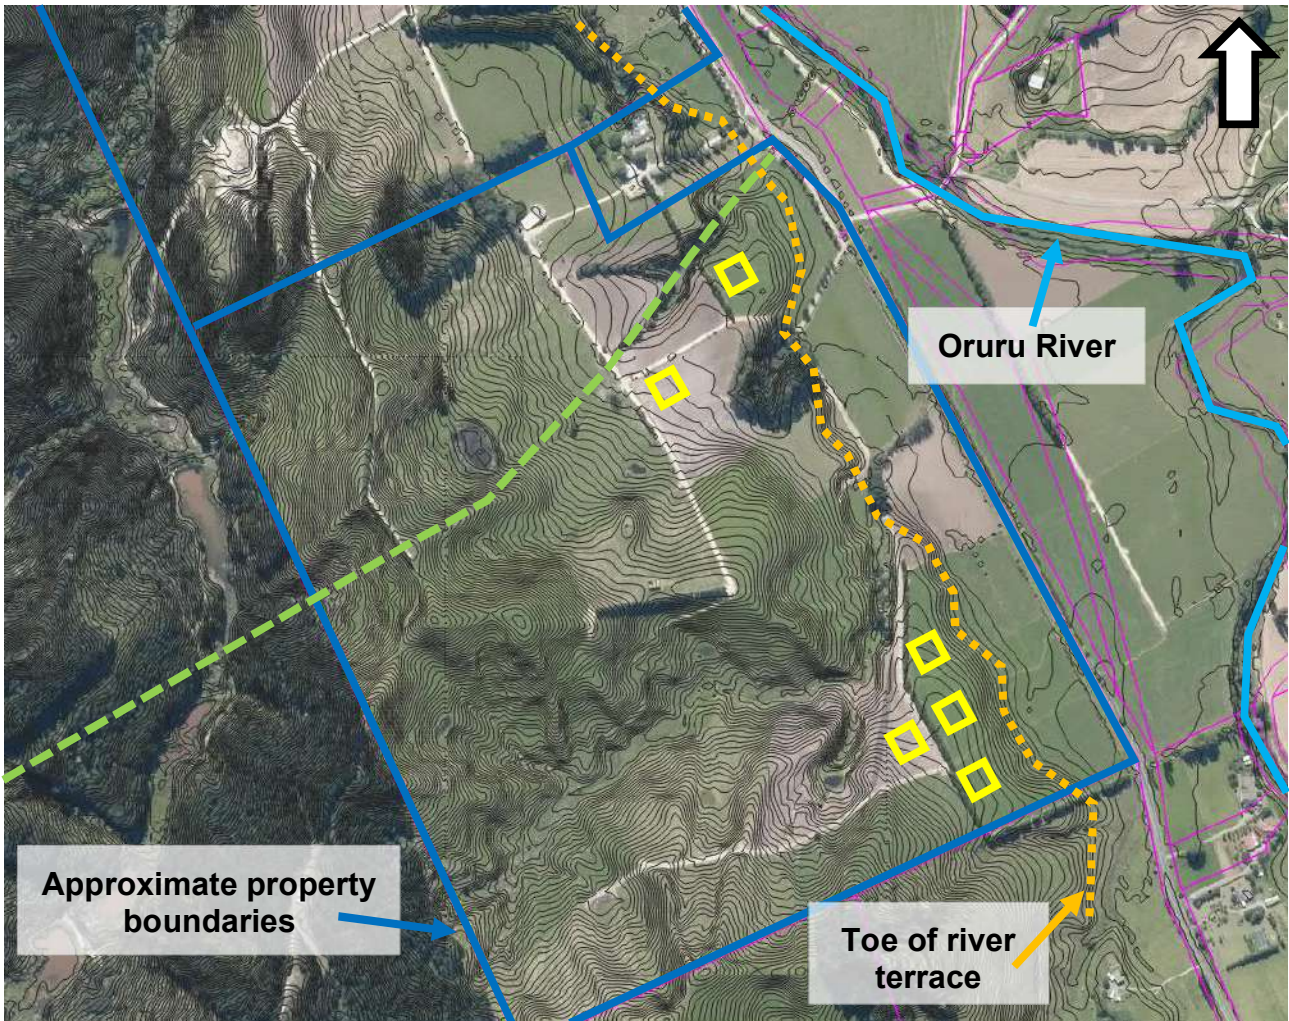 Oruru River
Approximate property
boundaries
Toe of river
terrace